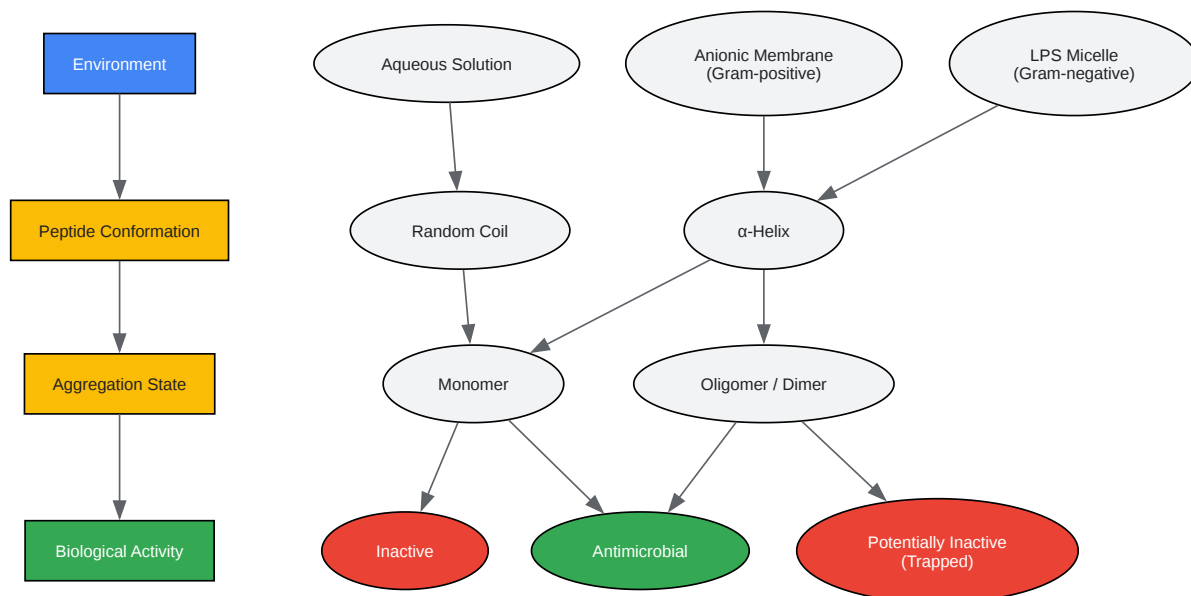 Environment
Aqueous Solution
Anionic Membrane
(Gram-positive)
LPS Micelle
(Gram-negative)
Peptide Conformation
Random Coil
α-Helix
Aggregation State
Monomer
Oligomer / Dimer
Biological Activity
Inactive
Antimicrobial
Potentially Inactive
(Trapped)